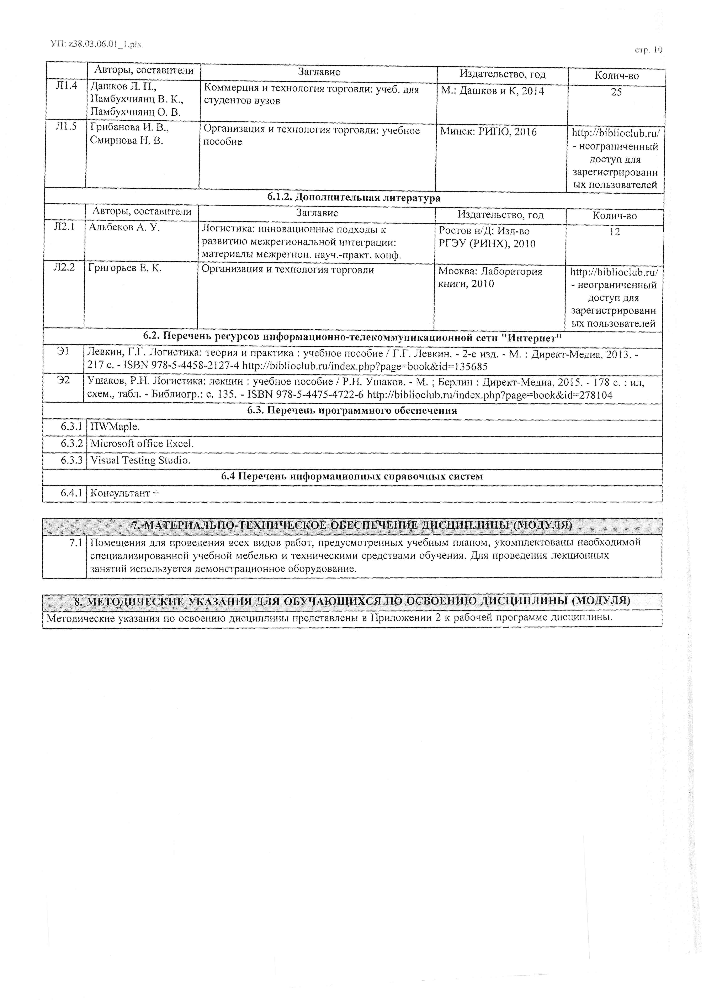 УП: z38.03.06.01_1.plx
стр. 10
Авторы, составители Заглавие Издательство, год Колич-во
Л1.4 Дашков Л. П., Коммерция и технология торговли: учеб. для М.: Дашков и К, 2014 25
Памбухчиянц В. К., студентов вузов
Памбухчиянц О. В.
Л1.5 Грибанова И. В., Организация и технология торговли: учебное Минск: РИПО, 2016 http://biblioclub.ru/
Смирнова Н. В. пособие - неограниченный
доступ для
зарегистрированн
ых пользователей
6.1.2. Дополнительная литература
Авторы, составители Заглавие Издательство, год Колич-во
Л2.1 Альбеков А. У. Логистика: инновационные подходы к Ростов н/Д: Изд-во 12
развитию межрегиональной интеграции: РГЭУ (РИНХ), 2010
материалы межрегион. науч.-практ. конф.
Л2.2 Григорьев Е. К. Организация и технология торговли Москва: Лаборатория http://biblioclub.ru/
книги, 2010 - неограниченный
доступ для
зарегистрированн
ых пользователей
6.2. Перечень ресурсов информационно-телекоммуникационной сети "Интернет"
Э1 Левкин, Г.Г. Логистика: теория и практика : учебное пособие / Г.Г. Левкин. - 2-е изд. - М. : Директ-Медиа, 2013. -
217 с. - ISBN 978-5-4458-2127-4 http://biblioclub.ru/index.php?page=book&id=135685
Э2 Ушаков, Р.Н. Логистика: лекции : учебное пособие / Р.Н. Ушаков. - М. ; Берлин : Директ-Медиа, 2015. - 178 с. : ил,
схем., табл. - Библиогр.: с. 135. - ISBN 978-5-4475-4722-6 http://biblioclub.ru/index.php?page=book&id=278104
6.3. Перечень программного обеспечения
6.3.1 ПWMaple.
6.3.2 Microsoft office Excel.
6.3.3 Visual Testing Studio.
6.4 Перечень информационных справочных систем
6.4.1 Консультант +
7. МАТЕРИАЛЬНО-ТЕХНИЧЕСКОЕ ОБЕСПЕЧЕНИЕ ДИСЦИПЛИНЫ (МОДУЛЯ)
7.1 Помещения для проведения всех видов работ, предусмотренных учебным планом, укомплектованы необходимой
специализированной учебной мебелью и техническими средствами обучения. Для проведения лекционных
занятий используется демонстрационное оборудование.
8. МЕТОДИЧЕСКИЕ УКАЗАНИЯ ДЛЯ ОБУЧАЮЩИХСЯ ПО ОСВОЕНИЮ ДИСЦИПЛИНЫ (МОДУЛЯ)
Методические указания по освоению дисциплины представлены в Приложении 2 к рабочей программе дисциплины.